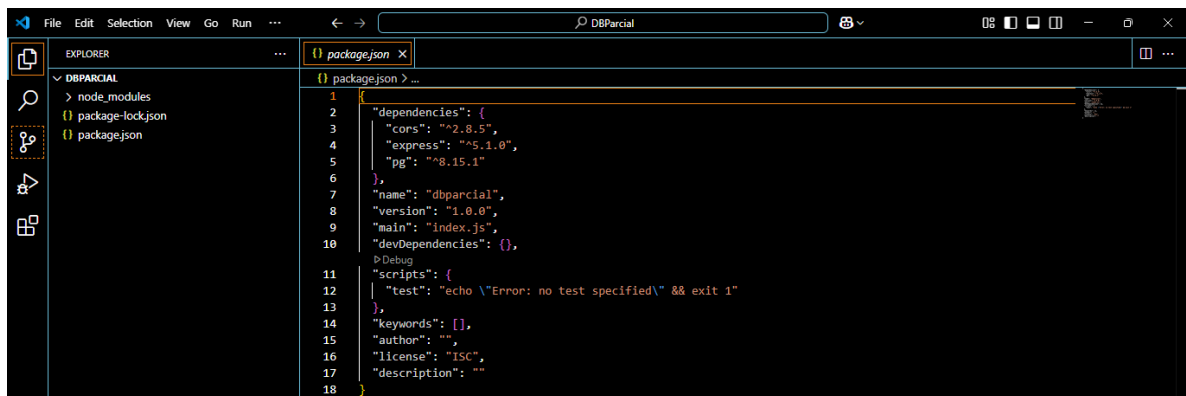 File Edit Selection View Go Run ···
DBParcial
EXPLORER ···
DBPARCIAL
node_modules
{} package-lock.json
{} package.json
{} package.json
{} package.json > ...
1 {
2 "dependencies": {
3 "cors": "^2.8.5",
4 "express": "^5.1.0",
5 "pg": "^8.15.1"
6 },
7 "name": "dbparcial",
8 "version": "1.0.0",
9 "main": "index.js",
10 "devDependencies": {},
Debug
11 "scripts": {
12 "test": "echo \"Error: no test specified\" && exit 1"
13 },
14 "keywords": [],
15 "author": "",
16 "license": "ISC",
17 "description": ""
18 }